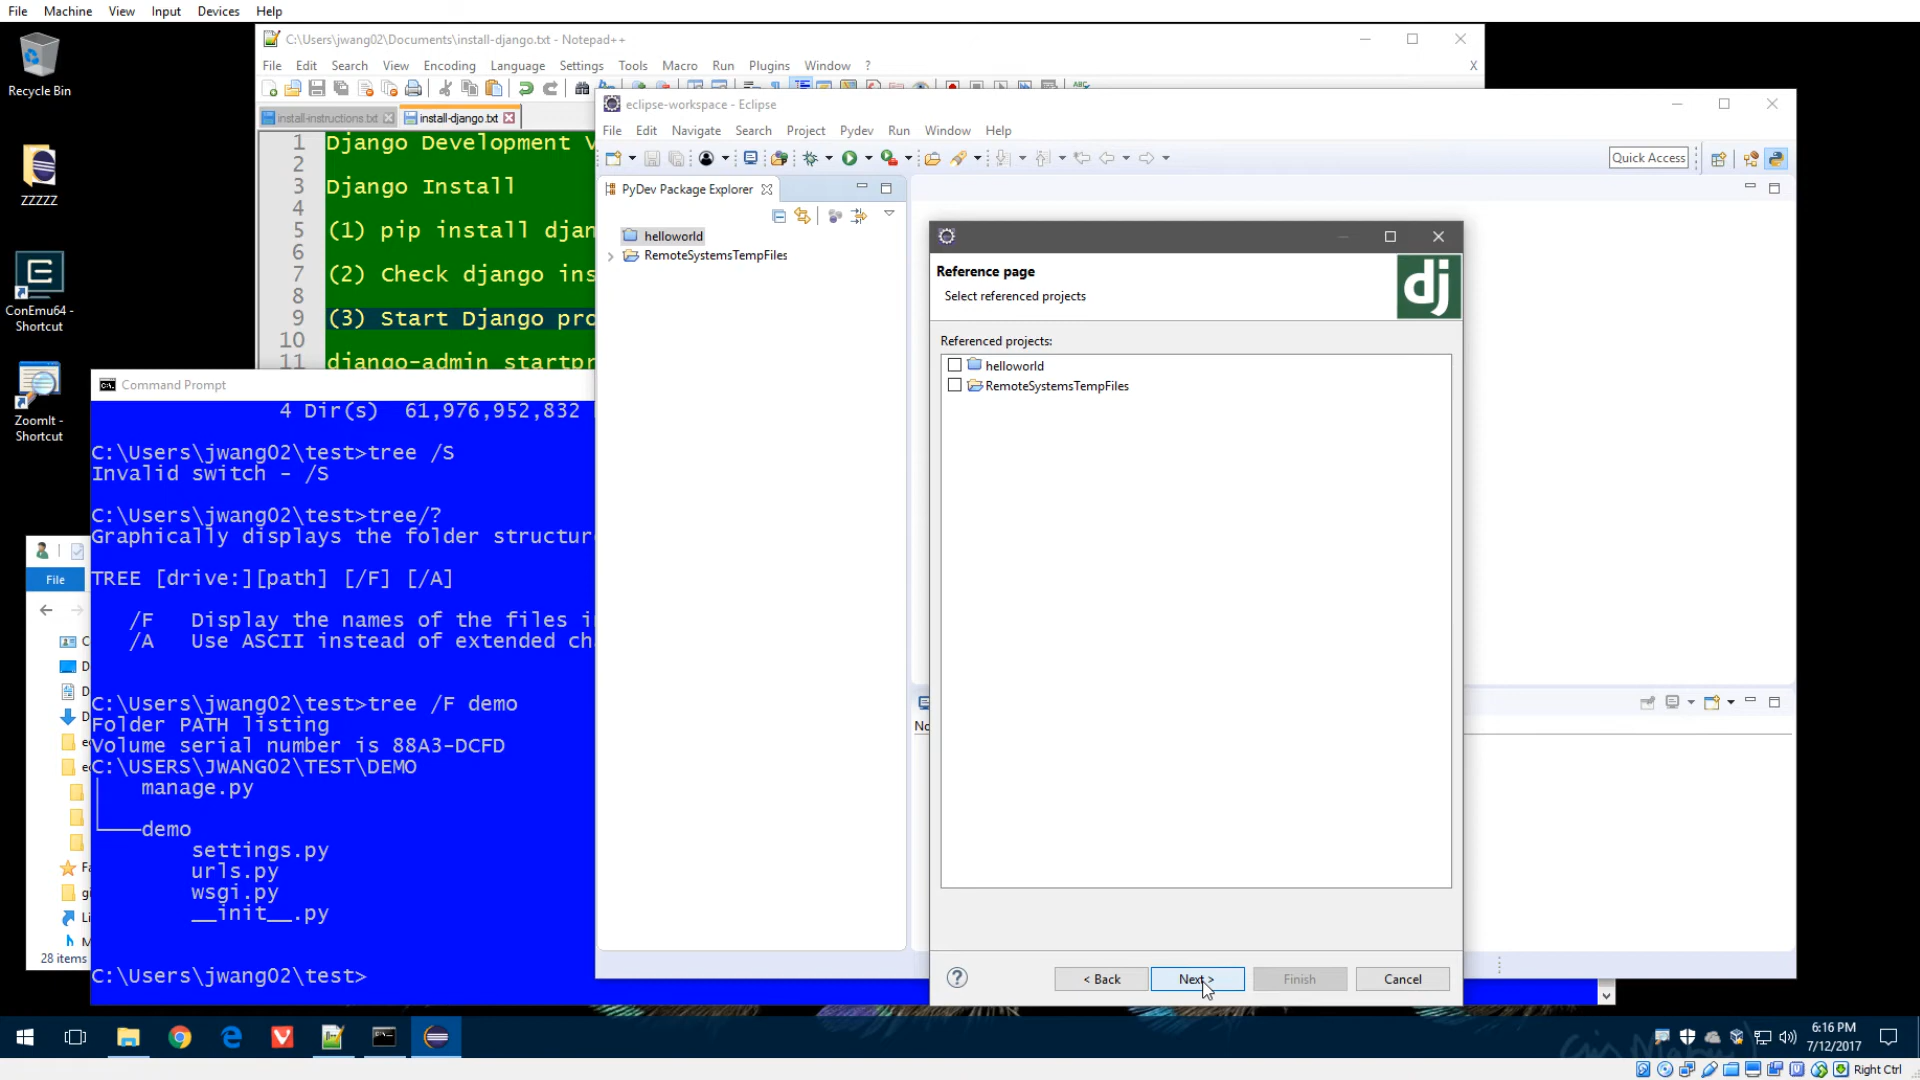 File Machine View Input Devices Help
Recycle Bin
ZZZZZ
ConEmu64 -
Shortcut
ZoomIt -
Shortcut
C:\Users\jwang02\Documents\install-django.txt - Notepad++
File Edit Search View Encoding Language Settings Tools Macro Run Plugins Window ?
X
install-instructions.txt
install-django.txt
1 Django Development V
2
3 Django Install
4
5 (1) pip install djan
6
7 (2) Check django ins
8
9 (3) Start Django pro
10
11 django-admin startpr
Command Prompt
4 Dir(s) 61,976,952,832
C:\Users\jwang02\test>tree /S
Invalid switch - /S
C:\Users\jwang02\test>tree/?
Graphically displays the folder structur
TREE [drive:][path] [/F] [/A]
/F Display the names of the files i
/A Use ASCII instead of extended cha
C:\Users\jwang02\test>tree /F demo
Folder PATH listing
Volume serial number is 88A3-DCFD
C:\USERS\JWANG02\TEST\DEMO
manage.py
demo
settings.py
urls.py
wsgi.py
__init__.py
C:\Users\jwang02\test>
File
28 items
eclipse-workspace - Eclipse
File Edit Navigate Search Project Pydev Run Window Help
Quick Access
PyDev Package Explorer
helloworld
RemoteSystemsTempFiles
Reference page
Select referenced projects
dj
Referenced projects:
helloworld
RemoteSystemsTempFiles
< Back Next > Finish Cancel
6:16 PM
7/12/2017
Right Ctrl